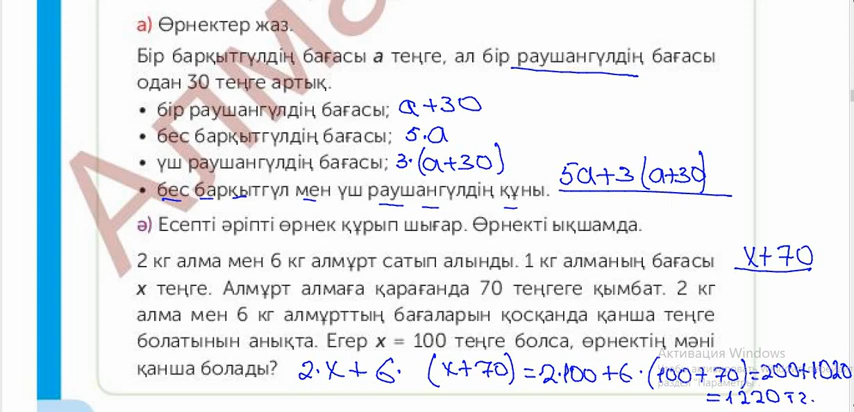 а) Өрнектер жаз.
Бір барқытгүлдің бағасы а теңге, ал бір раушангүлдің бағасы
одан 30 теңге артық.
• бір раушангүлдің бағасы; a+30
• бес барқытгүлдің бағасы; 5·a
• үш раушангүлдің бағасы; 3·(a+30)
• бес барқытгүл мен үш раушангүлдің құны. 5a+3(a+30)
ә) Есепті әріпті өрнек құрып шығар. Өрнекті ықшамда.
2 кг алма мен 6 кг алмұрт сатып алынды. 1 кг алманың бағасы x+70
х теңге. Алмұрт алмаға қарағанда 70 теңгеге қымбат. 2 кг
алма мен 6 кг алмұрттың бағаларын қосқанда қанша теңге
болатынын анықта. Егер х = 100 теңге болса, өрнектің мәні
Активация Windows
қанша болады? 2·x+6·(x+70)=2·100+6·(100+70)=200+1020
раздел "Параметры"
=1220тг.
АЛМА